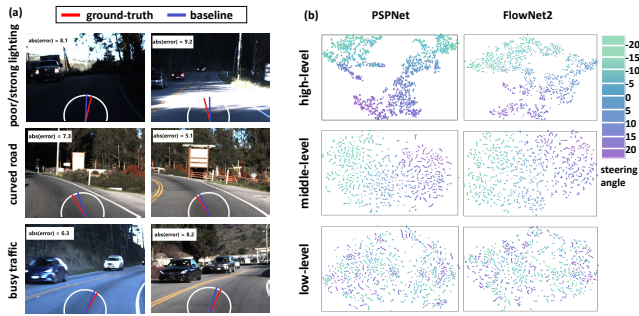 (a)
ground-truth
baseline
poor/strong lighting
abs(error) = 8.1
abs(error) = 9.2
curved road
abs(error) = 7.3
abs(error) = 5.1
busy traffic
abs(error) = 6.3
abs(error) = 8.2
(b)
PSPNet
FlowNet2
high-level
middle-level
low-level
-20
-15
-10
-5
0
5
10
15
20
steering
angle